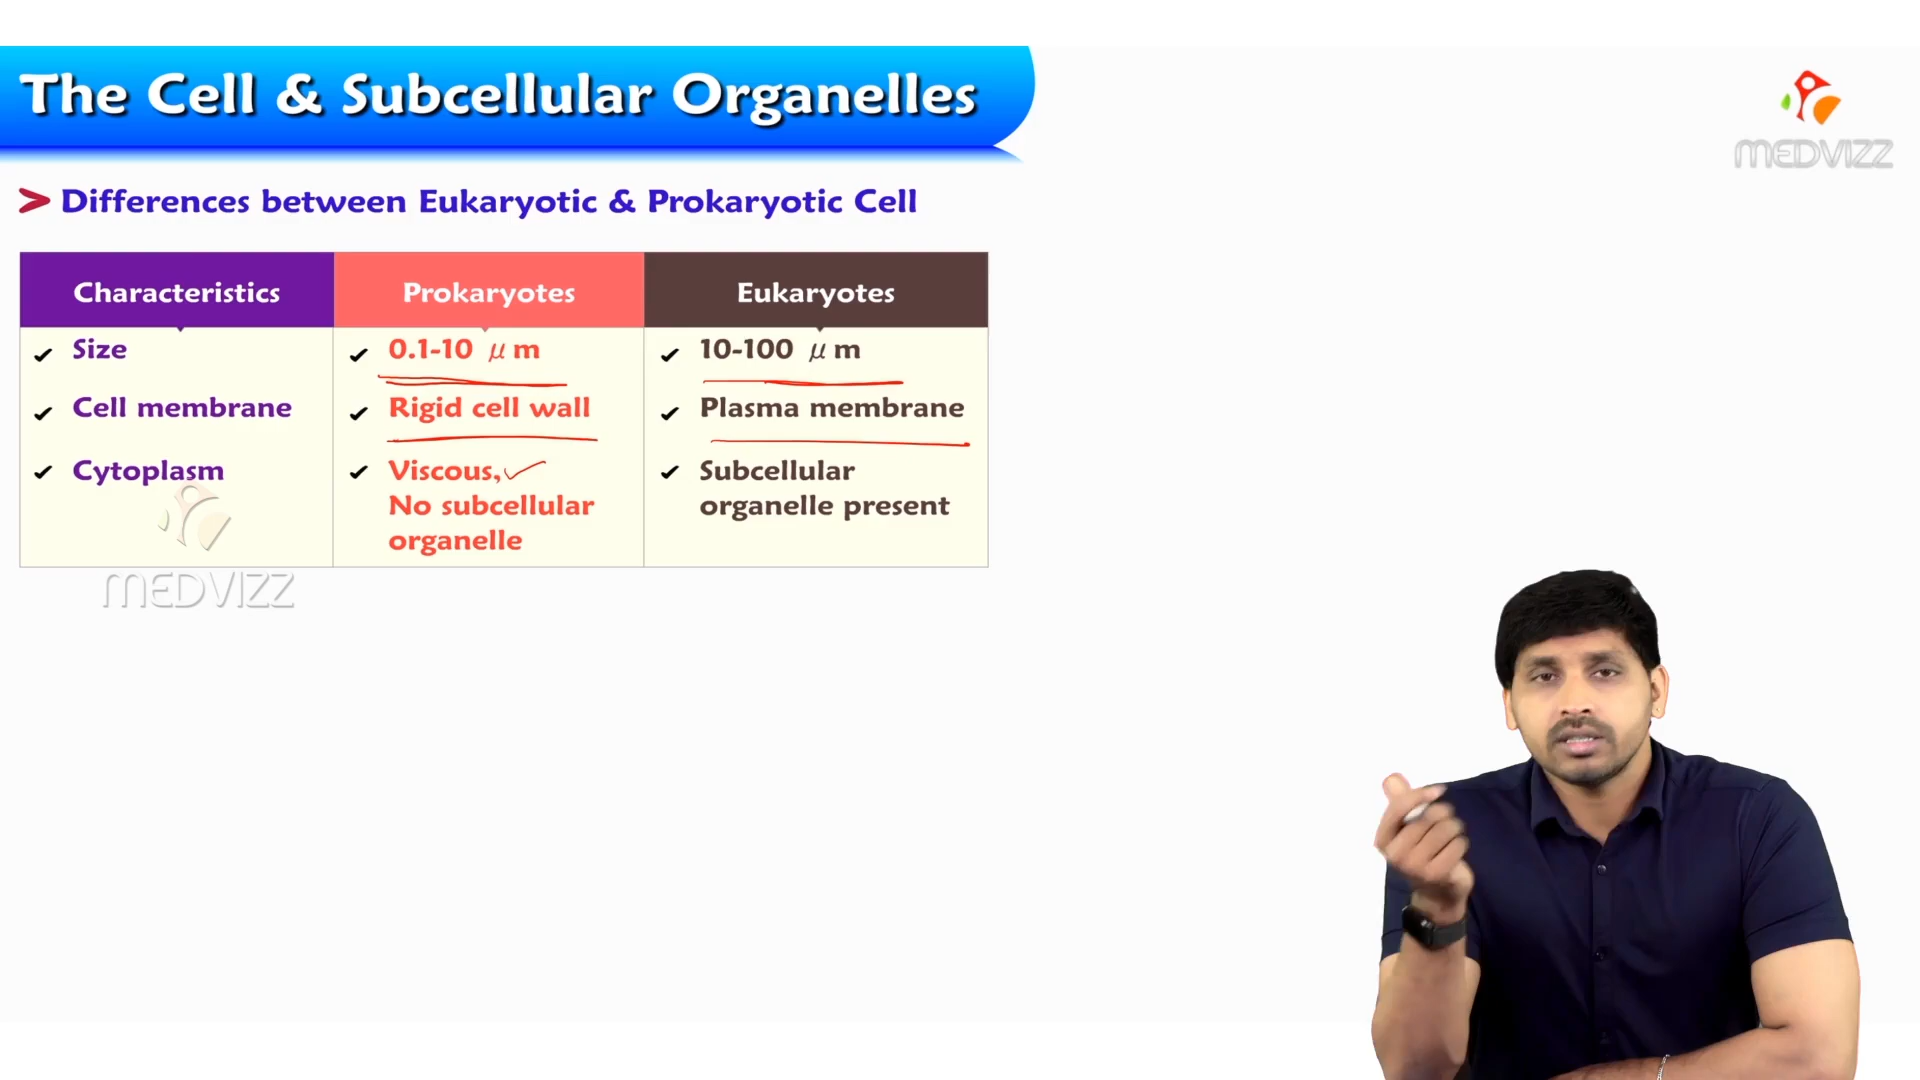 The Cell & Subcellular Organelles
MEDVIZZ
Differences between Eukaryotic & Prokaryotic Cell
Characteristics Prokaryotes Eukaryotes
Size 0.1-10 μm 10-100 μm
Cell membrane Rigid cell wall Plasma membrane
Cytoplasm Viscous, Subcellular
No subcellular organelle present
organelle
MEDVIZZ